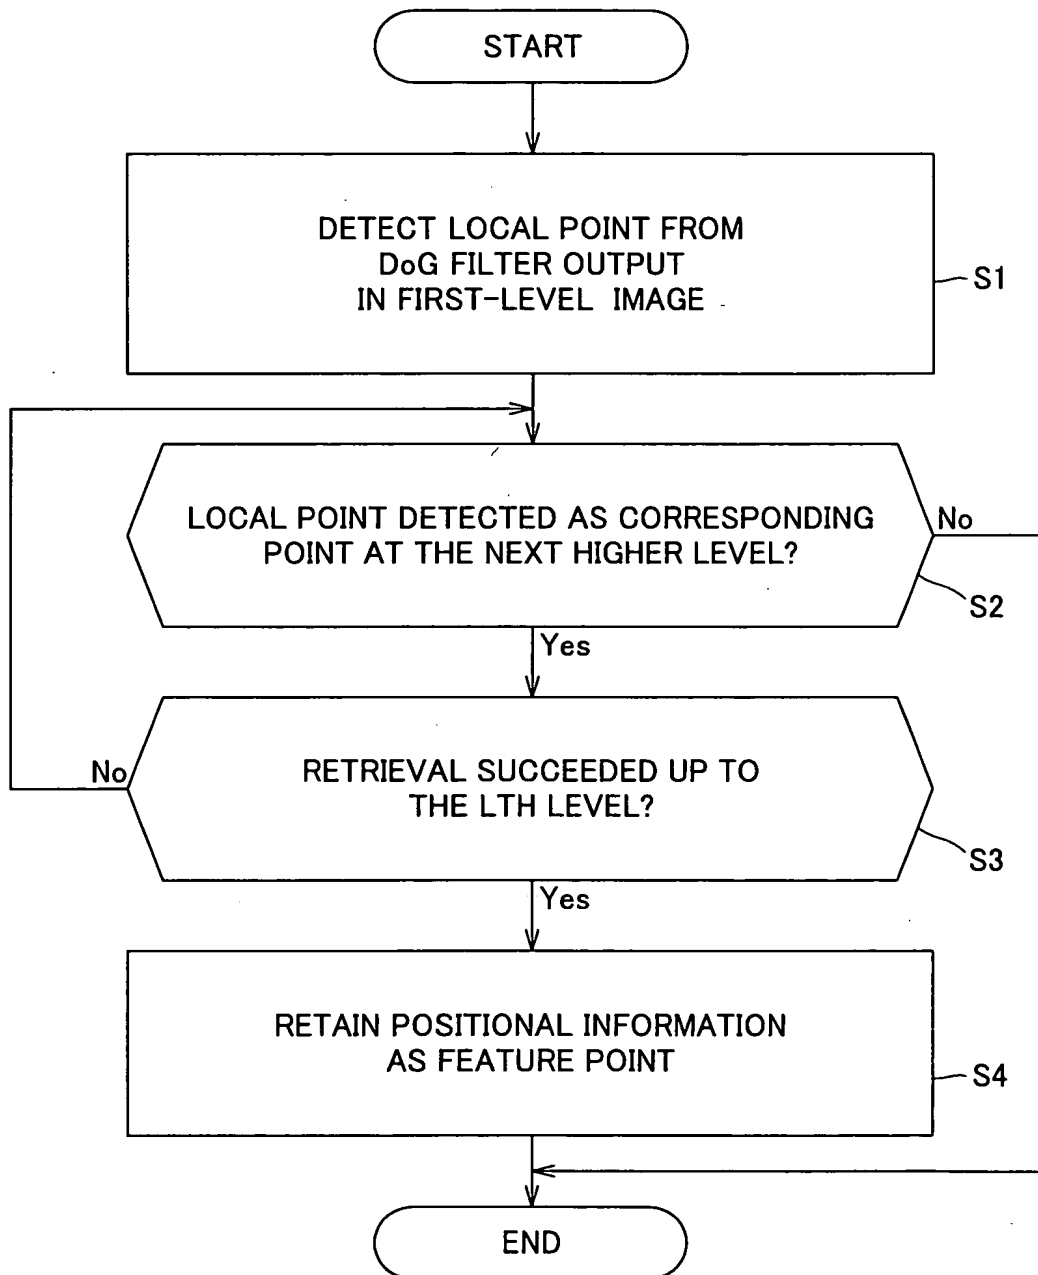 START
DETECT LOCAL POINT FROM
DoG FILTER OUTPUT
IN FIRST-LEVEL IMAGE
S1
LOCAL POINT DETECTED AS CORRESPONDING
POINT AT THE NEXT HIGHER LEVEL?
No
S2
Yes
RETRIEVAL SUCCEEDED UP TO
THE LTH LEVEL?
No
S3
Yes
RETAIN POSITIONAL INFORMATION
AS FEATURE POINT
S4
END